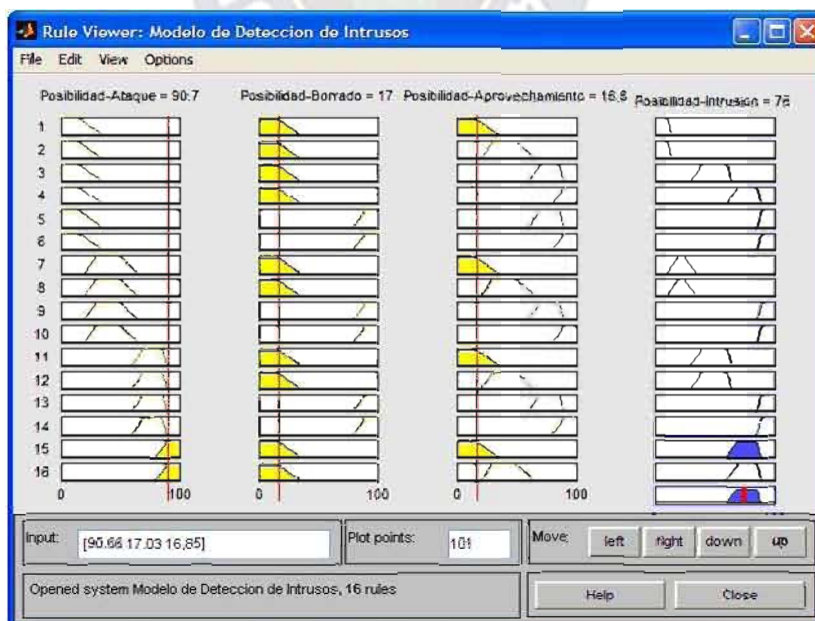 Rule Viewer: Modelo de Deteccion de Intrusos
File Edit View Options
Posibilidad-Ataque = 90.7 Posibilidad-Borrado = 17 Posibilidad-Aprovechamiento = 16.8 Posibilidad-Intrusion = 75
1
2
3
4
5
6
7
8
9
10
11
12
13
14
15
16
0 100 0 100 0 100
Input: [90.66 17.03 16.85] Plot points: 101 Move: left right down up
Opened system Modelo de Deteccion de Intrusos, 16 rules Help Close